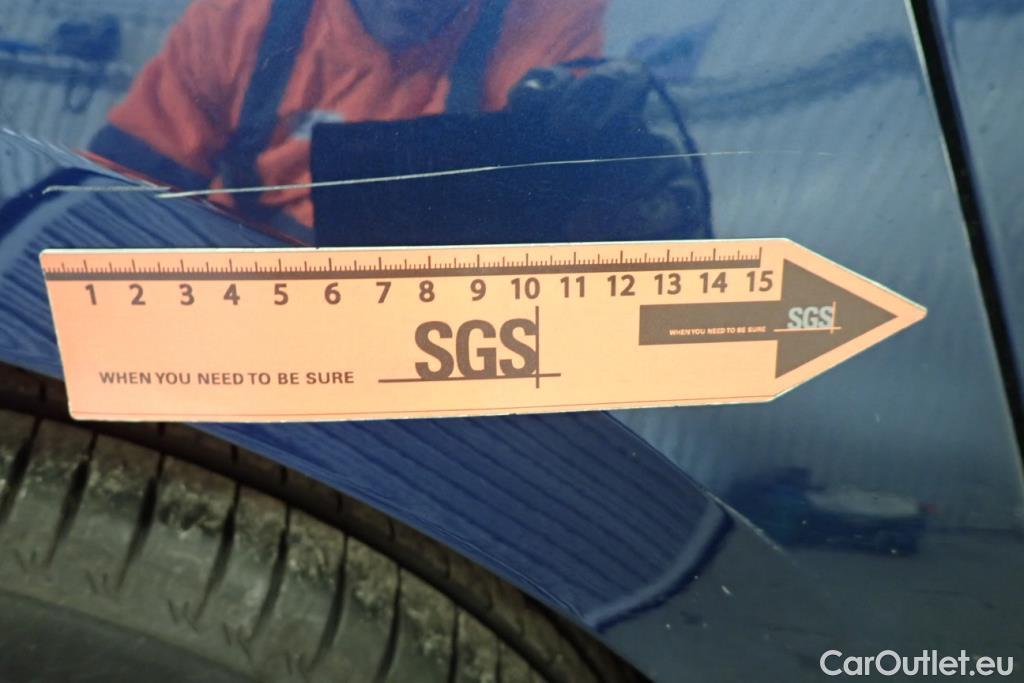 1 2 3 4 5 6 7 8 9 10 11 12 13 14 15
SGS
WHEN YOU NEED TO BE SURE
SGS
WHEN YOU NEED TO BE SURE
CarOutlet.eu